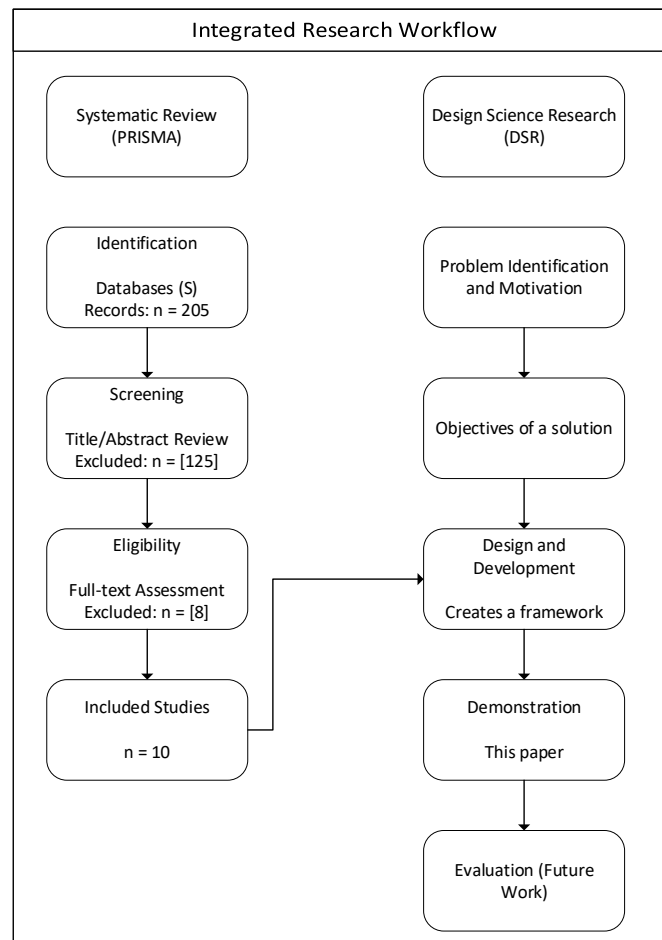 Integrated Research Workflow
Systematic Review
(PRISMA)
Identification
Databases (S)
Records: n = 205
Screening
Title/Abstract Review
Excluded: n = [125]
Eligibility
Full-text Assessment
Excluded: n = [8]
Included Studies
n = 10
Design Science Research
(DSR)
Problem Identification
and Motivation
Objectives of a solution
Design and
Development
Creates a framework
Demonstration
This paper
Evaluation (Future
Work)